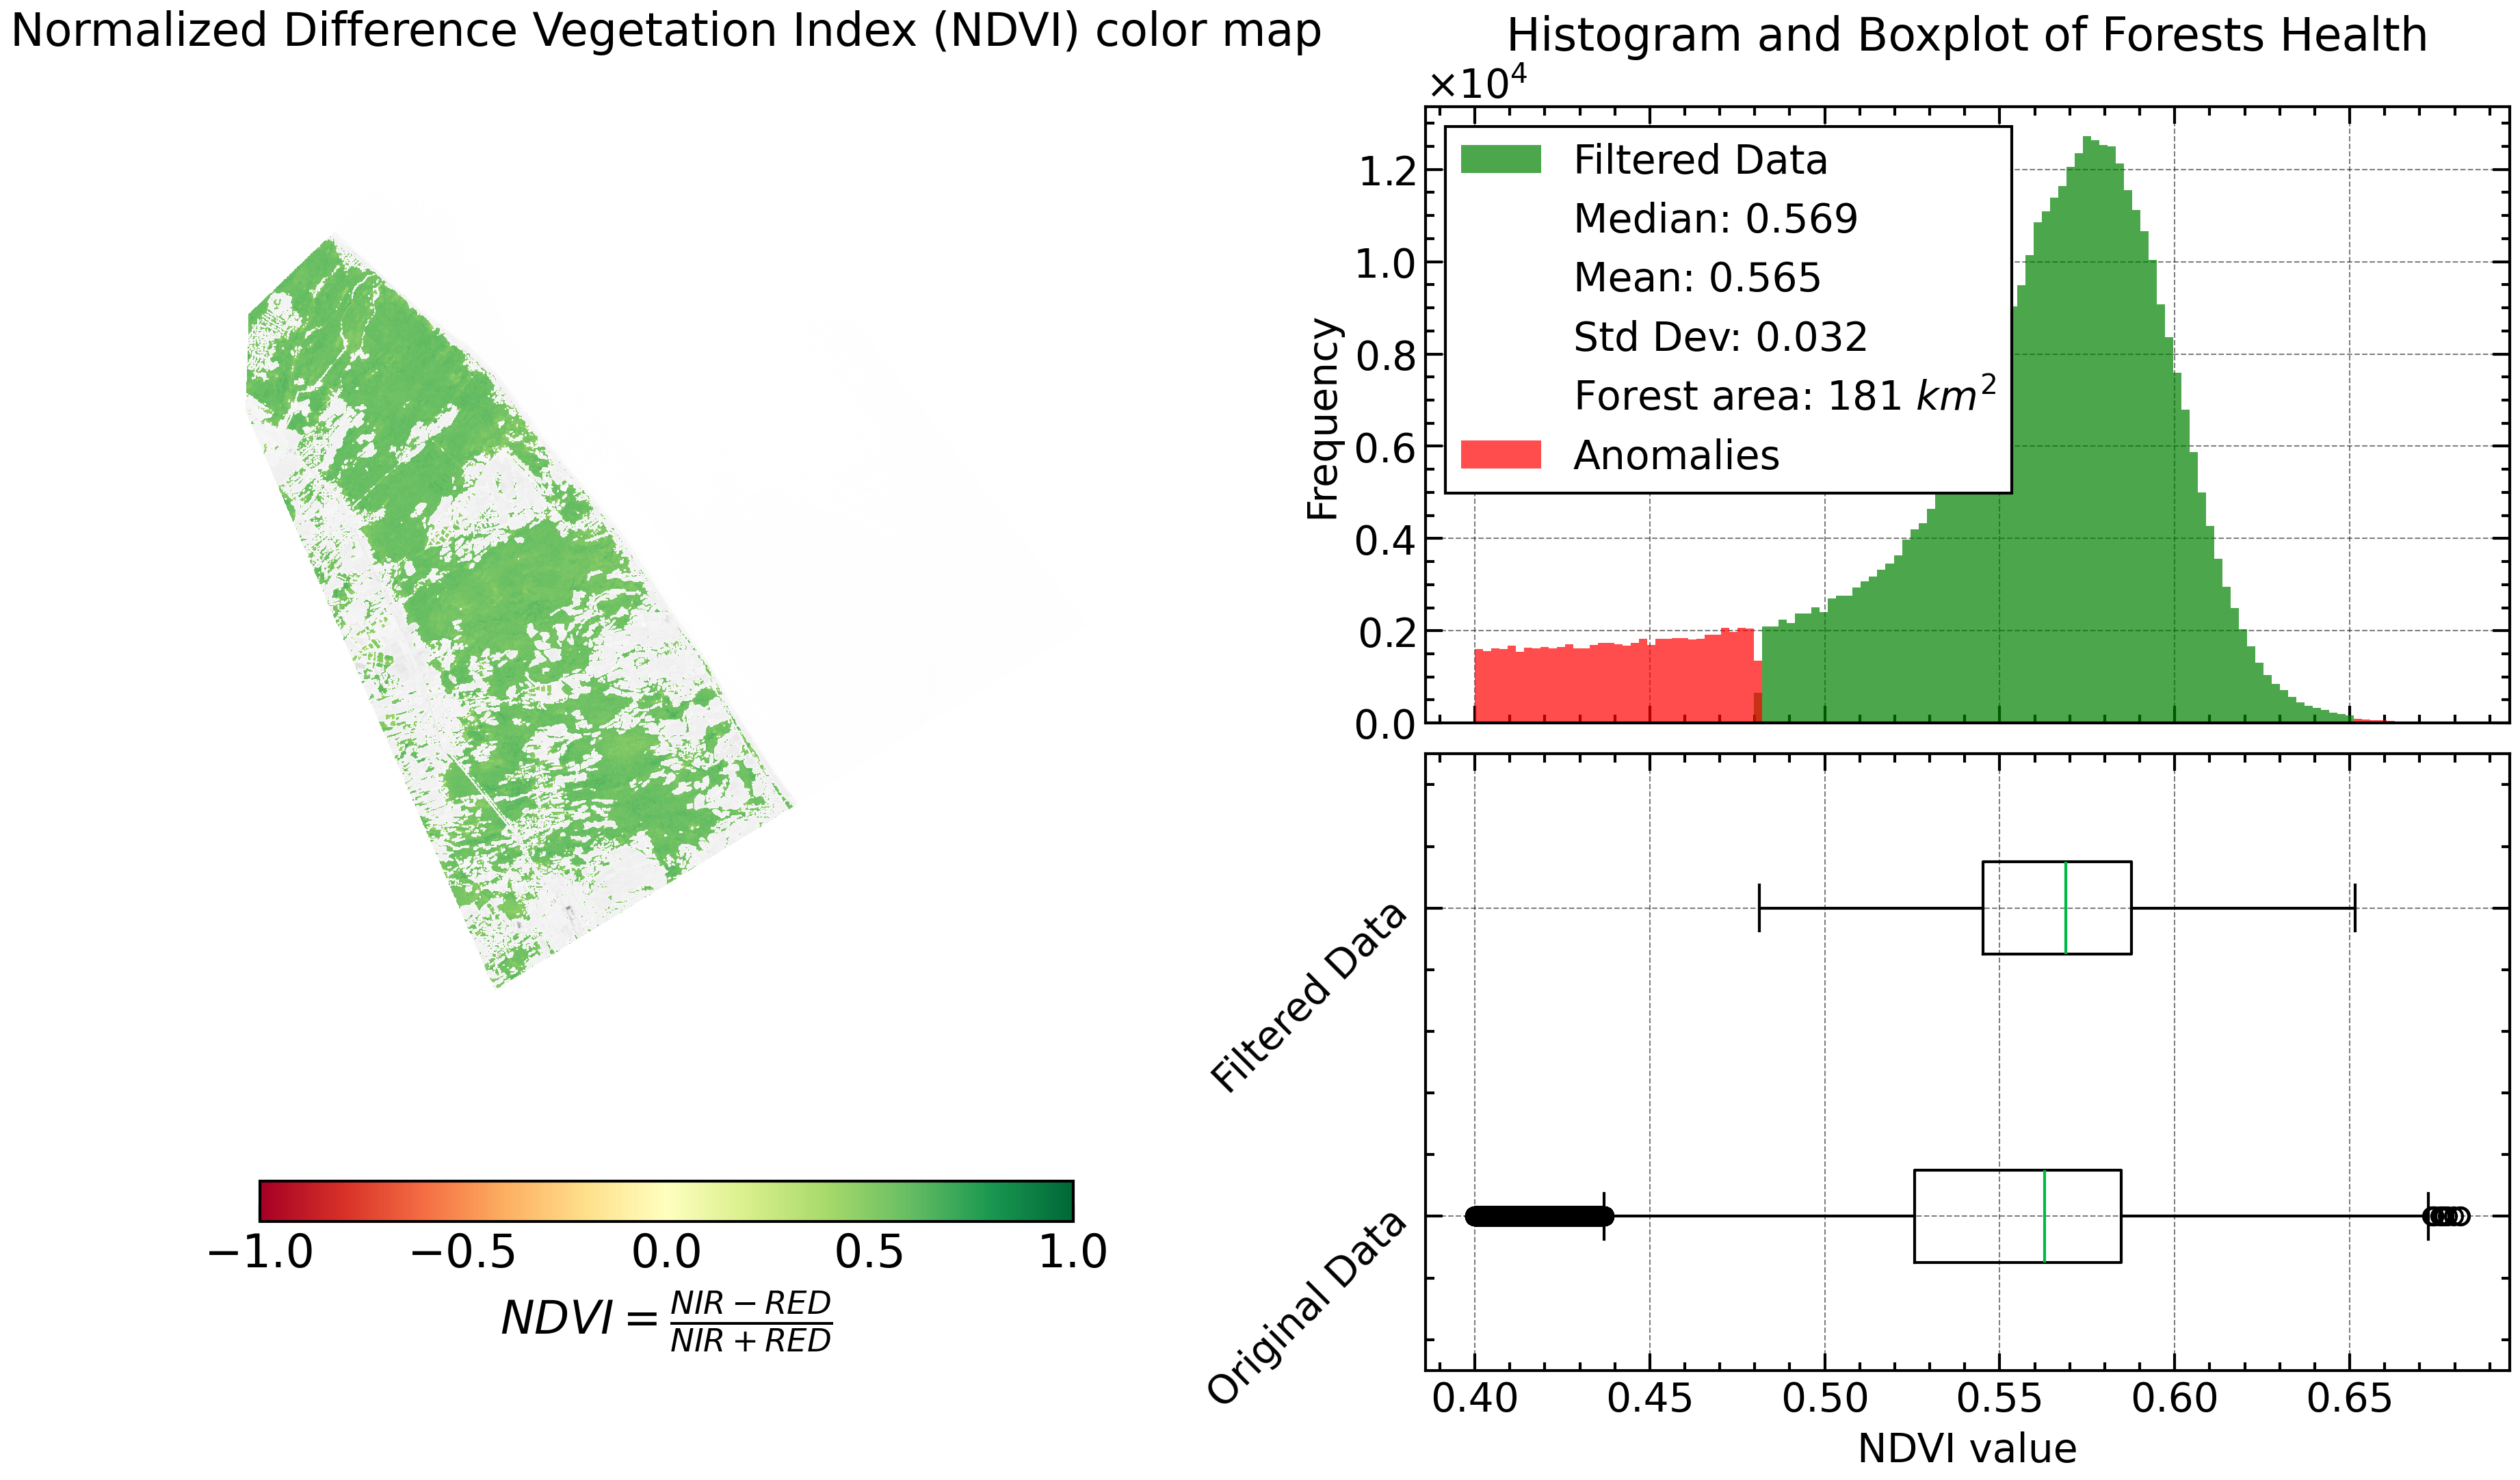 Normalized Difference Vegetation Index (NDVI) color map
−1.0 −0.5 0.0 0.5 1.0
NDVI = \frac{NIR − RED}{NIR + RED}
Histogram and Boxplot of Forests Health
×10⁴
1.2
1.0
0.8
0.6
0.4
0.2
0.0
Frequency
Filtered Data
Median: 0.569
Mean: 0.565
Std Dev: 0.032
Forest area: 181 km²
Anomalies
Filtered Data
Original Data
0.40 0.45 0.50 0.55 0.60 0.65
NDVI value